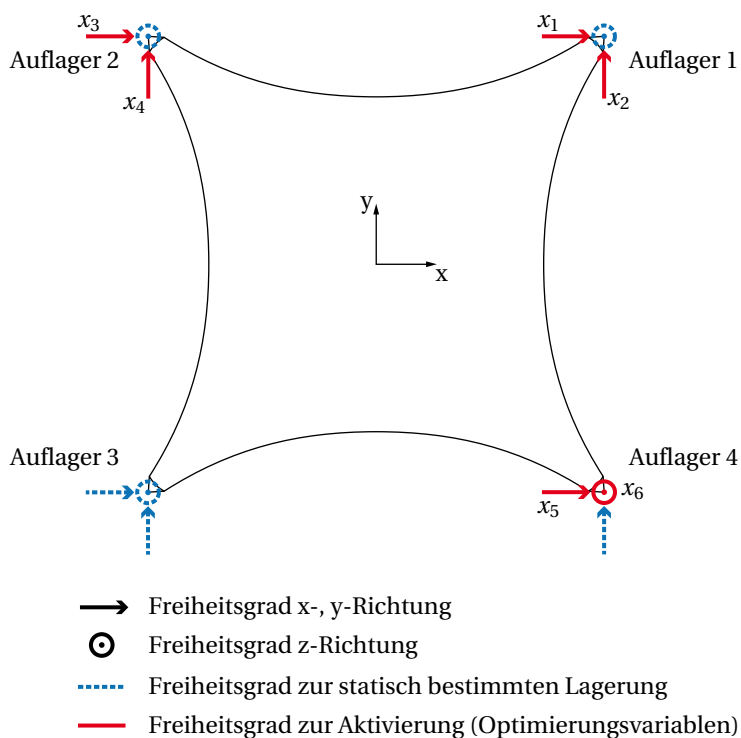 x3 x1
Auflager 2 Auflager 1
x4 x2
y
x
Auflager 3 Auflager 4
x5 x6
Freiheitsgrad x-, y-Richtung
Freiheitsgrad z-Richtung
Freiheitsgrad zur statisch bestimmten Lagerung
Freiheitsgrad zur Aktivierung (Optimierungsvariablen)